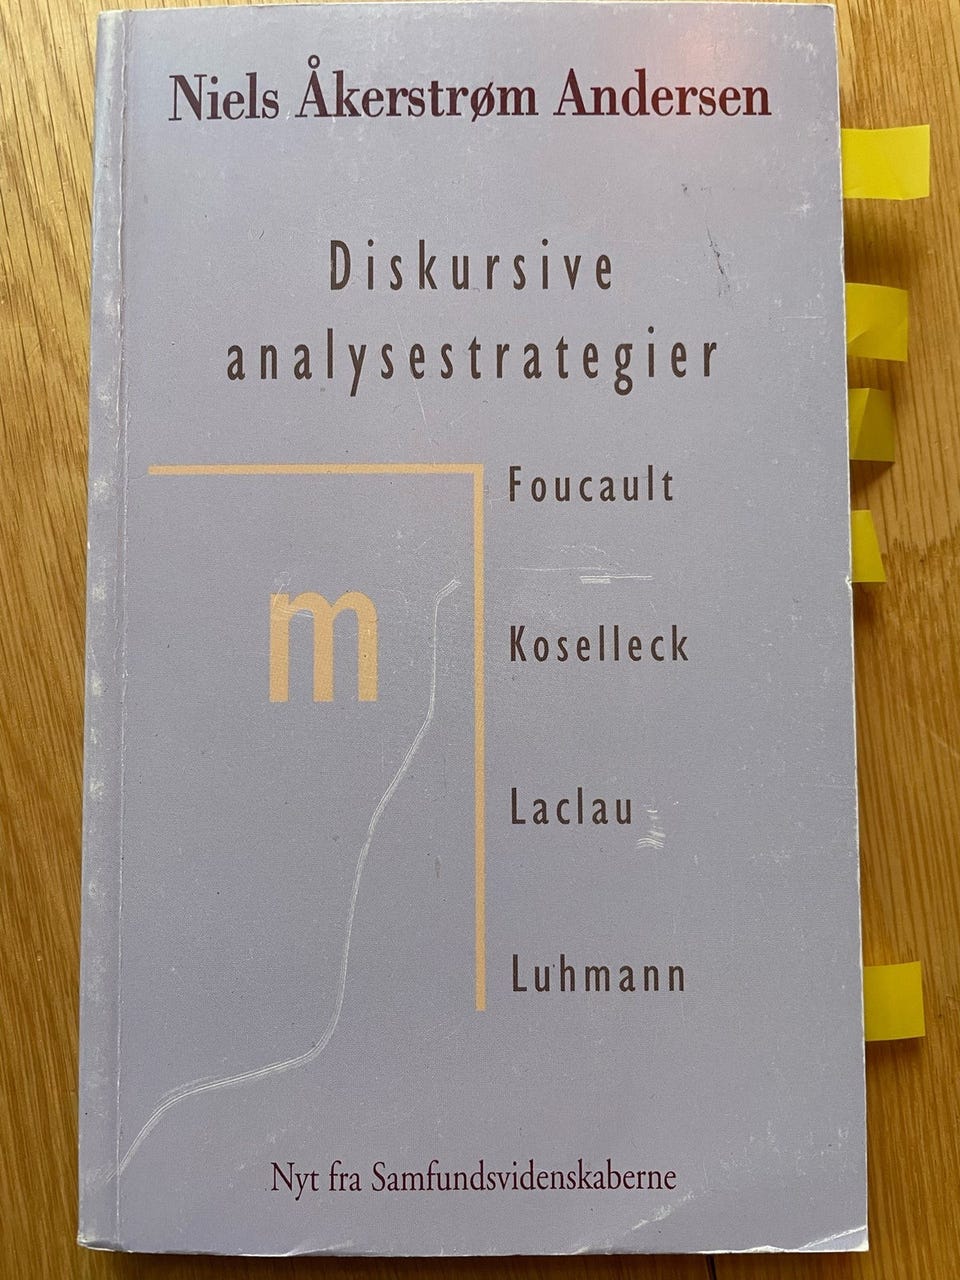 Niels Åkerstrøm Andersen
Diskursive
analysestrategier
Foucault
m
Koselleck
Laclau
Luhmann
Nyt fra Samfundsvidenskaberne